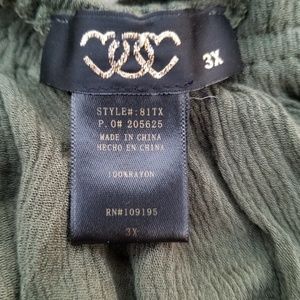 3X
STYLE#:81TX
P.O# 205625
MADE IN CHINA
HECHO EN CHINA
100%RAYON
RN#109195
3X